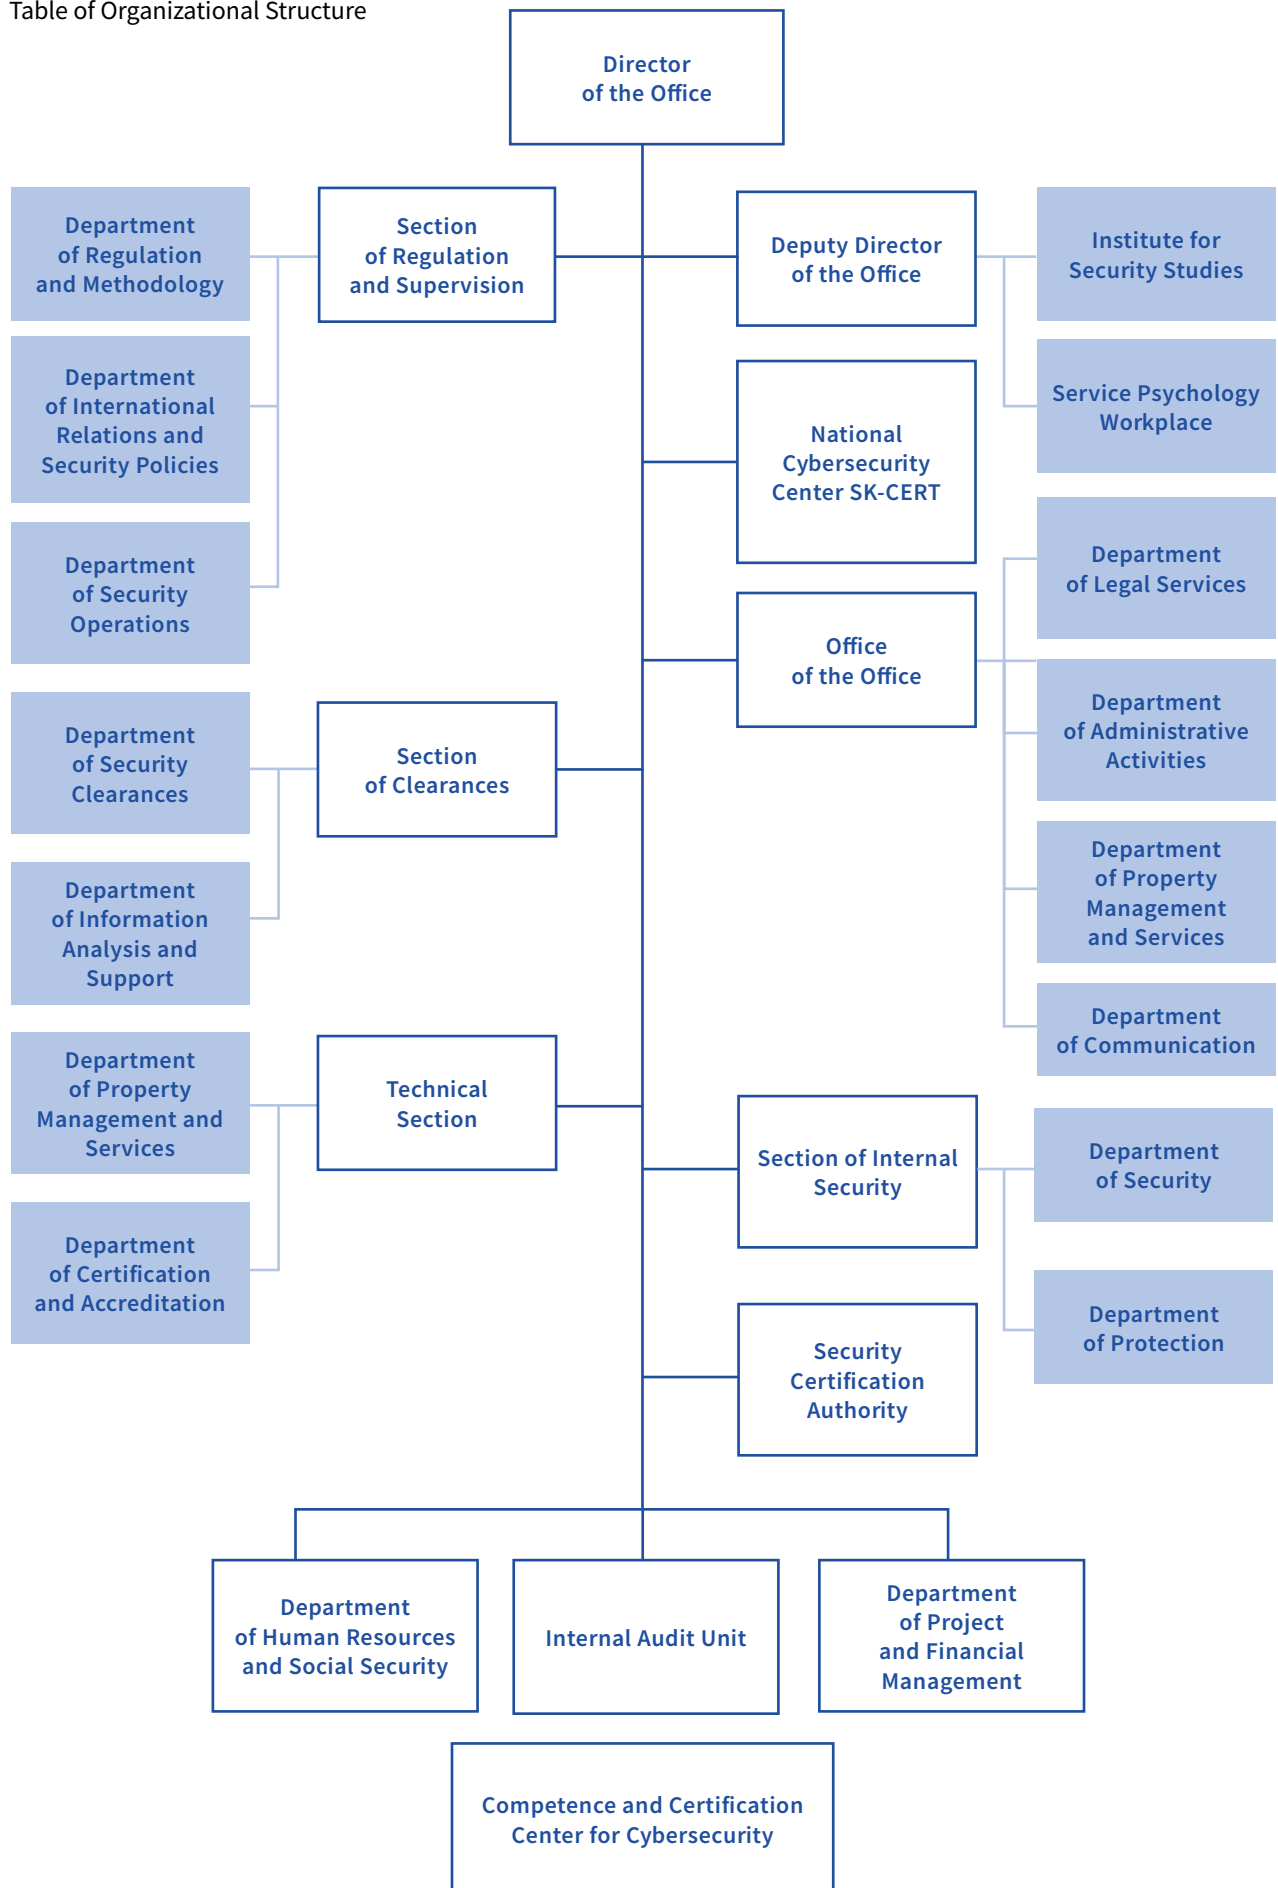 Table of Organizational Structure
Director
of the Office
Department
of Regulation
and Methodology
Section
of Regulation
and Supervision
Deputy Director
of the Office
Institute for
Security Studies
Department
of International
Relations and
Security Policies
National
Cybersecurity
Center SK-CERT
Service Psychology
Workplace
Department
of Security
Operations
Office
of the Office
Department
of Legal Services
Department
of Administrative
Activities
Department
of Property
Management
and Services
Department
of Communication
Department
of Security
Clearances
Section
of Clearances
Department
of Information
Analysis and
Support
Department
of Property
Management and
Services
Technical
Section
Department
of Certification
and Accreditation
Section of Internal
Security
Department
of Security
Department
of Protection
Security
Certification
Authority
Department
of Human Resources
and Social Security
Internal Audit Unit
Department
of Project
and Financial
Management
Competence and Certification
Center for Cybersecurity